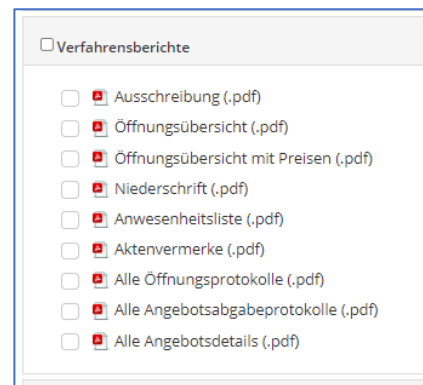 Verfahrensberichte
Ausschreibung (.pdf)
Öffnungsübersicht (.pdf)
Öffnungsübersicht mit Preisen (.pdf)
Niederschrift (.pdf)
Anwesenheitsliste (.pdf)
Aktenvermerke (.pdf)
Alle Öffnungsprotokolle (.pdf)
Alle Angebotsabgabeprotokolle (.pdf)
Alle Angebotsdetails (.pdf)